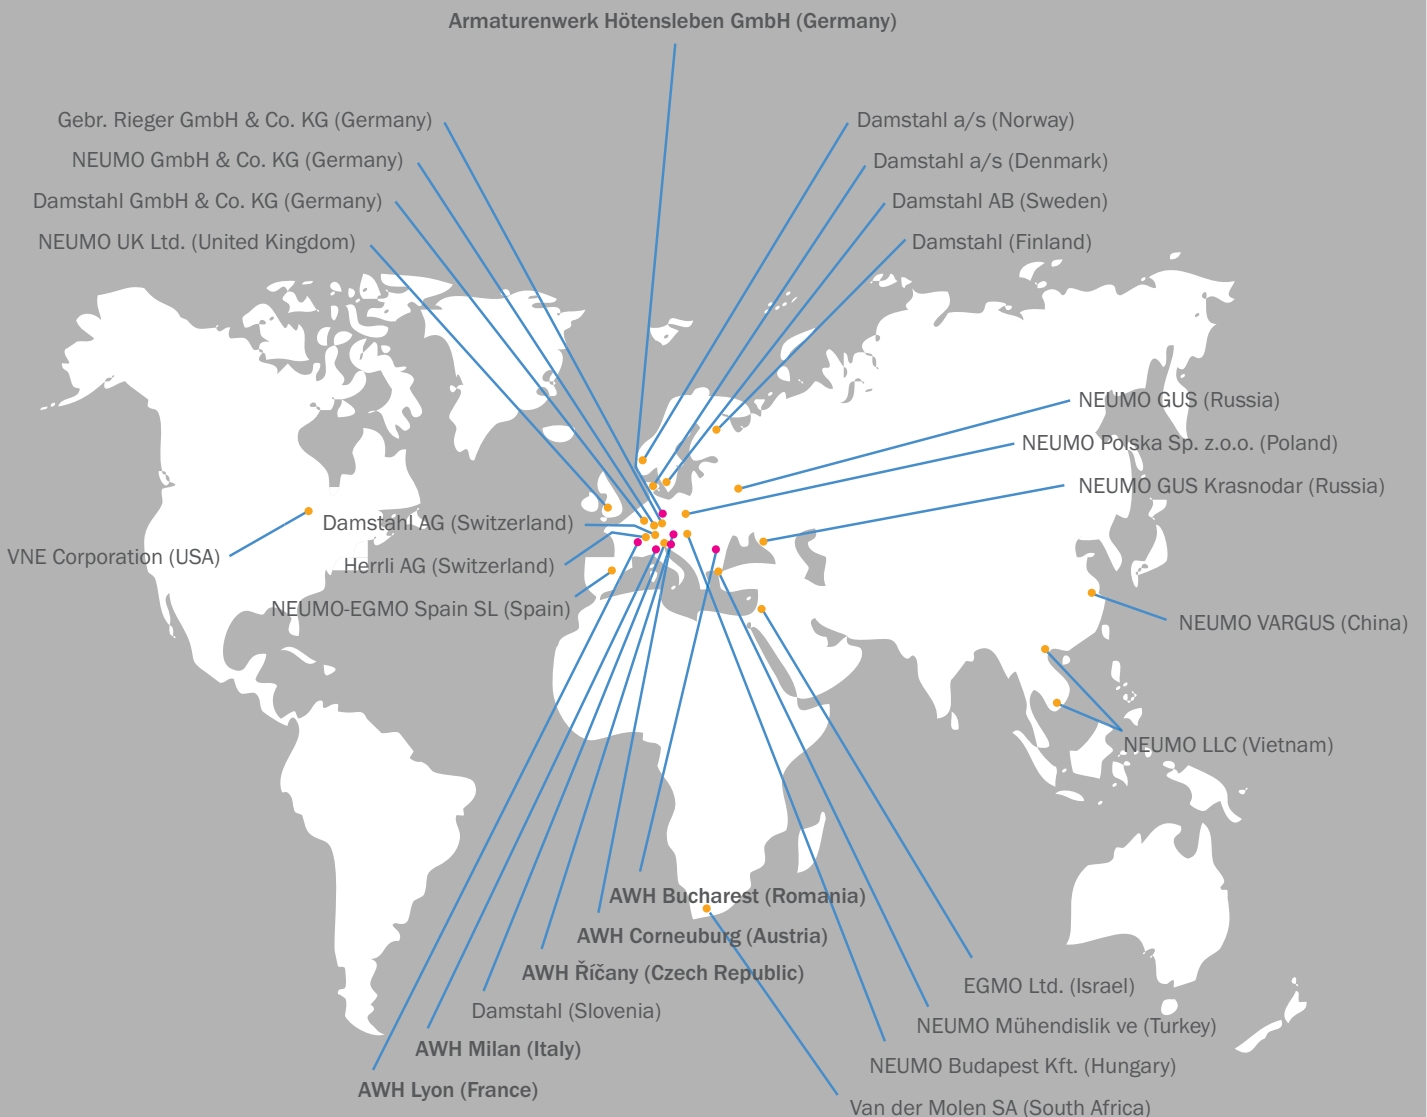 Armaturenwerk Hötensleben GmbH (Germany)
Gebr. Rieger GmbH & Co. KG (Germany)
NEUMO GmbH & Co. KG (Germany)
Damstahl GmbH & Co. KG (Germany)
NEUMO UK Ltd. (United Kingdom)
Damstahl a/s (Norway)
Damstahl a/s (Denmark)
Damstahl AB (Sweden)
Damstahl (Finland)
NEUMO GUS (Russia)
NEUMO Polska Sp. z.o.o. (Poland)
NEUMO GUS Krasnodar (Russia)
Damstahl AG (Switzerland)
VNE Corporation (USA)
Herrli AG (Switzerland)
NEUMO-EGMO Spain SL (Spain)
NEUMO VARGUS (China)
NEUMO LLC (Vietnam)
AWH Bucharest (Romania)
AWH Corneuburg (Austria)
AWH Říčany (Czech Republic)
Damstahl (Slovenia)
AWH Milan (Italy)
AWH Lyon (France)
EGMO Ltd. (Israel)
NEUMO Mühendislik ve (Turkey)
NEUMO Budapest Kft. (Hungary)
Van der Molen SA (South Africa)